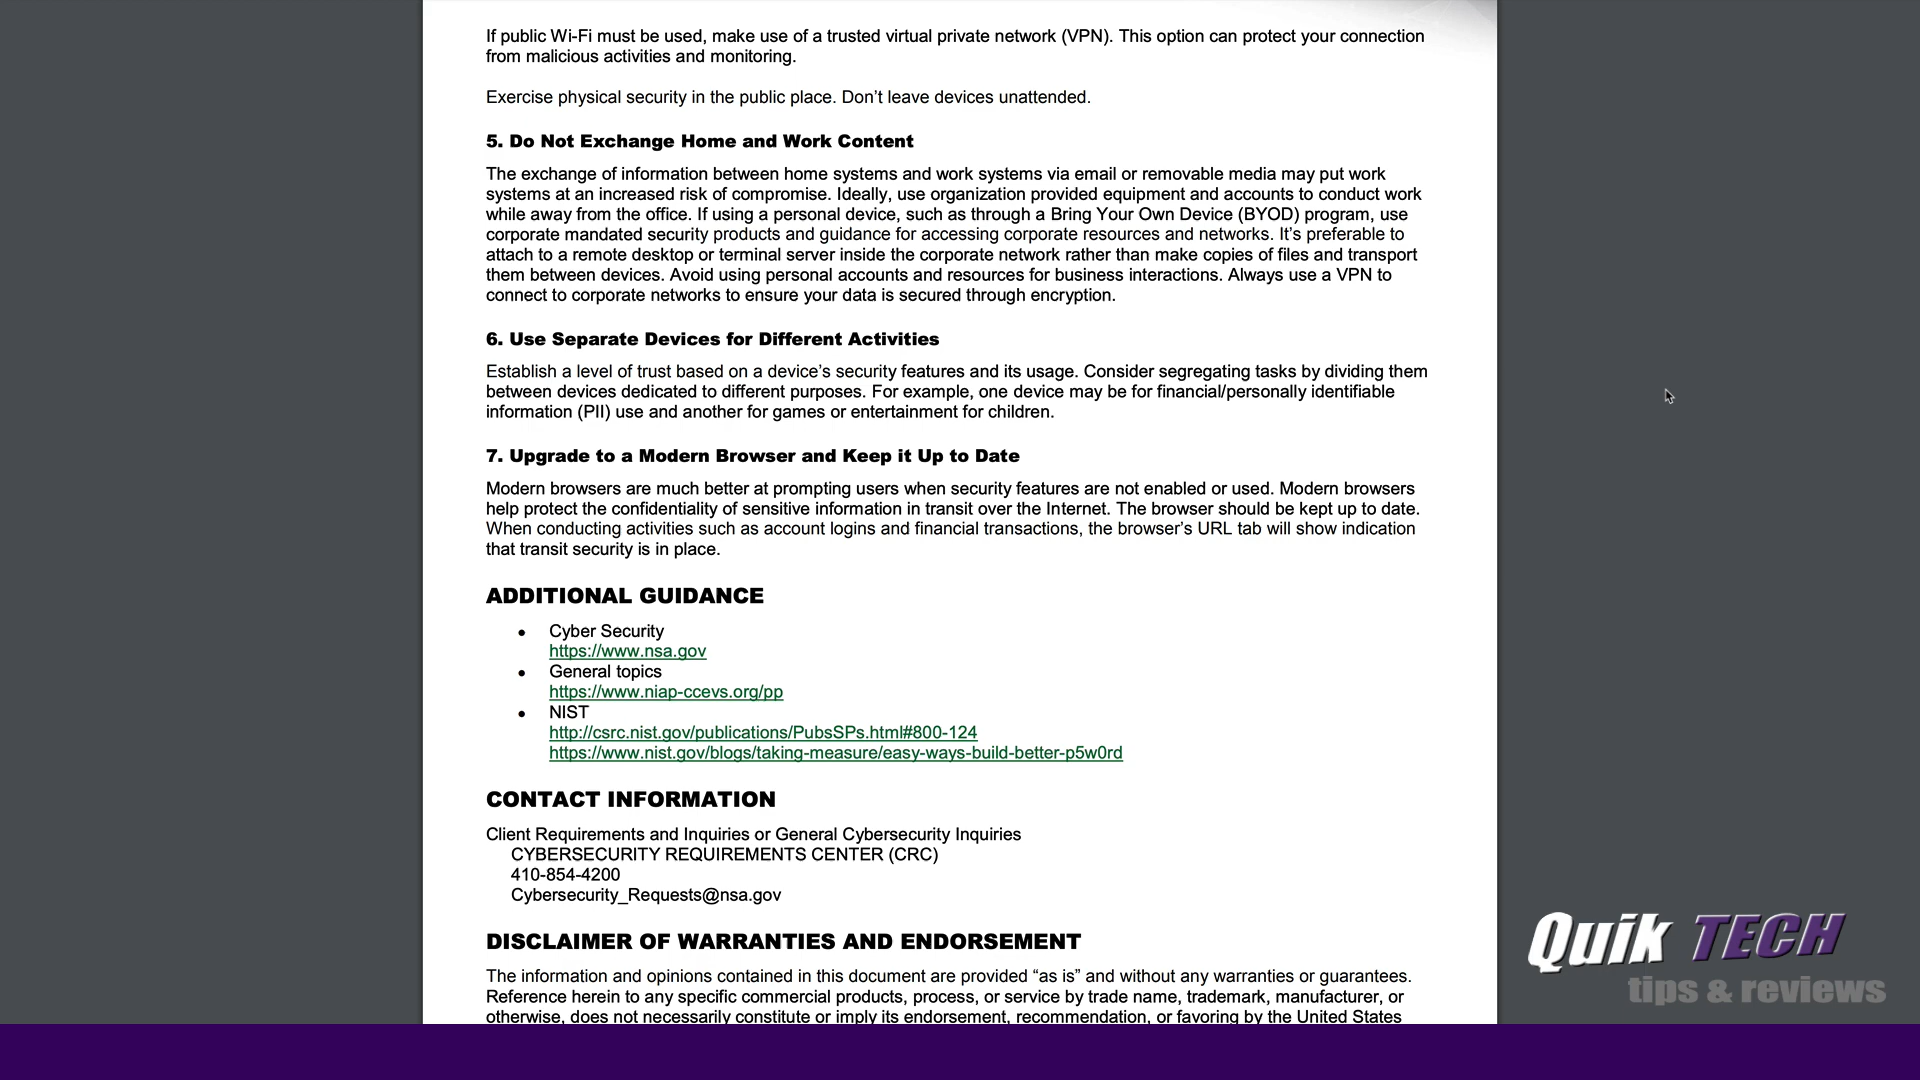 If public Wi-Fi must be used, make use of a trusted virtual private network (VPN). This option can protect your connection
from malicious activities and monitoring.
Exercise physical security in the public place. Don’t leave devices unattended.
5. Do Not Exchange Home and Work Content
The exchange of information between home systems and work systems via email or removable media may put work
systems at an increased risk of compromise. Ideally, use organization provided equipment and accounts to conduct work
while away from the office. If using a personal device, such as through a Bring Your Own Device (BYOD) program, use
corporate mandated security products and guidance for accessing corporate resources and networks. It’s preferable to
attach to a remote desktop or terminal server inside the corporate network rather than make copies of files and transport
them between devices. Avoid using personal accounts and resources for business interactions. Always use a VPN to
connect to corporate networks to ensure your data is secured through encryption.
6. Use Separate Devices for Different Activities
Establish a level of trust based on a device’s security features and its usage. Consider segregating tasks by dividing them
between devices dedicated to different purposes. For example, one device may be for financial/personally identifiable
information (PII) use and another for games or entertainment for children.
7. Upgrade to a Modern Browser and Keep it Up to Date
Modern browsers are much better at prompting users when security features are not enabled or used. Modern browsers
help protect the confidentiality of sensitive information in transit over the Internet. The browser should be kept up to date.
When conducting activities such as account logins and financial transactions, the browser’s URL tab will show indication
that transit security is in place.
ADDITIONAL GUIDANCE
• Cyber Security
https://www.nsa.gov
• General topics
https://www.niap-ccevs.org/pp
• NIST
http://csrc.nist.gov/publications/PubsSPs.html#800-124
https://www.nist.gov/blogs/taking-measure/easy-ways-build-better-p5w0rd
CONTACT INFORMATION
Client Requirements and Inquiries or General Cybersecurity Inquiries
CYBERSECURITY REQUIREMENTS CENTER (CRC)
410-854-4200
Cybersecurity_Requests@nsa.gov
DISCLAIMER OF WARRANTIES AND ENDORSEMENT
The information and opinions contained in this document are provided “as is” and without any warranties or guarantees.
Reference herein to any specific commercial products, process, or service by trade name, trademark, manufacturer, or
otherwise, does not necessarily constitute or imply its endorsement, recommendation, or favoring by the United States
Quik TECH
tips & reviews